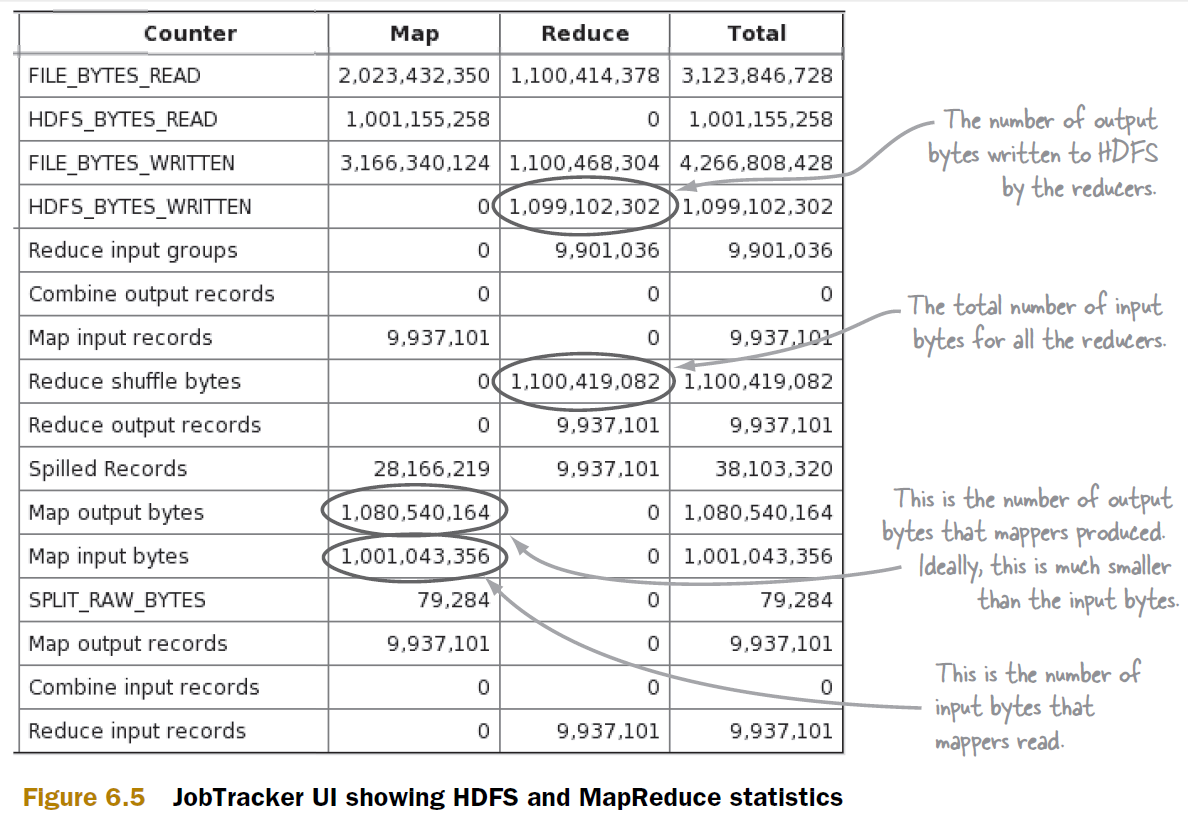 Counter Map Reduce Total
FILE_BYTES_READ 2,023,432,350 1,100,414,378 3,123,846,728
HDFS_BYTES_READ 1,001,155,258 0 1,001,155,258
FILE_BYTES_WRITTEN 3,166,340,124 1,100,468,304 4,266,808,428
HDFS_BYTES_WRITTEN 0 1,099,102,302 1,099,102,302
Reduce input groups 0 9,901,036 9,901,036
Combine output records 0 0 0
Map input records 9,937,101 0 9,937,101
Reduce shuffle bytes 0 1,100,419,082 1,100,419,082
Reduce output records 0 9,937,101 9,937,101
Spilled Records 28,166,219 9,937,101 38,103,320
Map output bytes 1,080,540,164 0 1,080,540,164
Map input bytes 1,001,043,356 0 1,001,043,356
SPLIT_RAW_BYTES 79,284 0 79,284
Map output records 9,937,101 0 9,937,101
Combine input records 0 0 0
Reduce input records 0 9,937,101 9,937,101
The number of output
bytes written to HDFS
by the reducers.
The total number of input
bytes for all the reducers.
This is the number of output
bytes that mappers produced.
Ideally, this is much smaller
than the input bytes.
This is the number of
input bytes that
mappers read.
Figure 6.5 JobTracker UI showing HDFS and MapReduce statistics